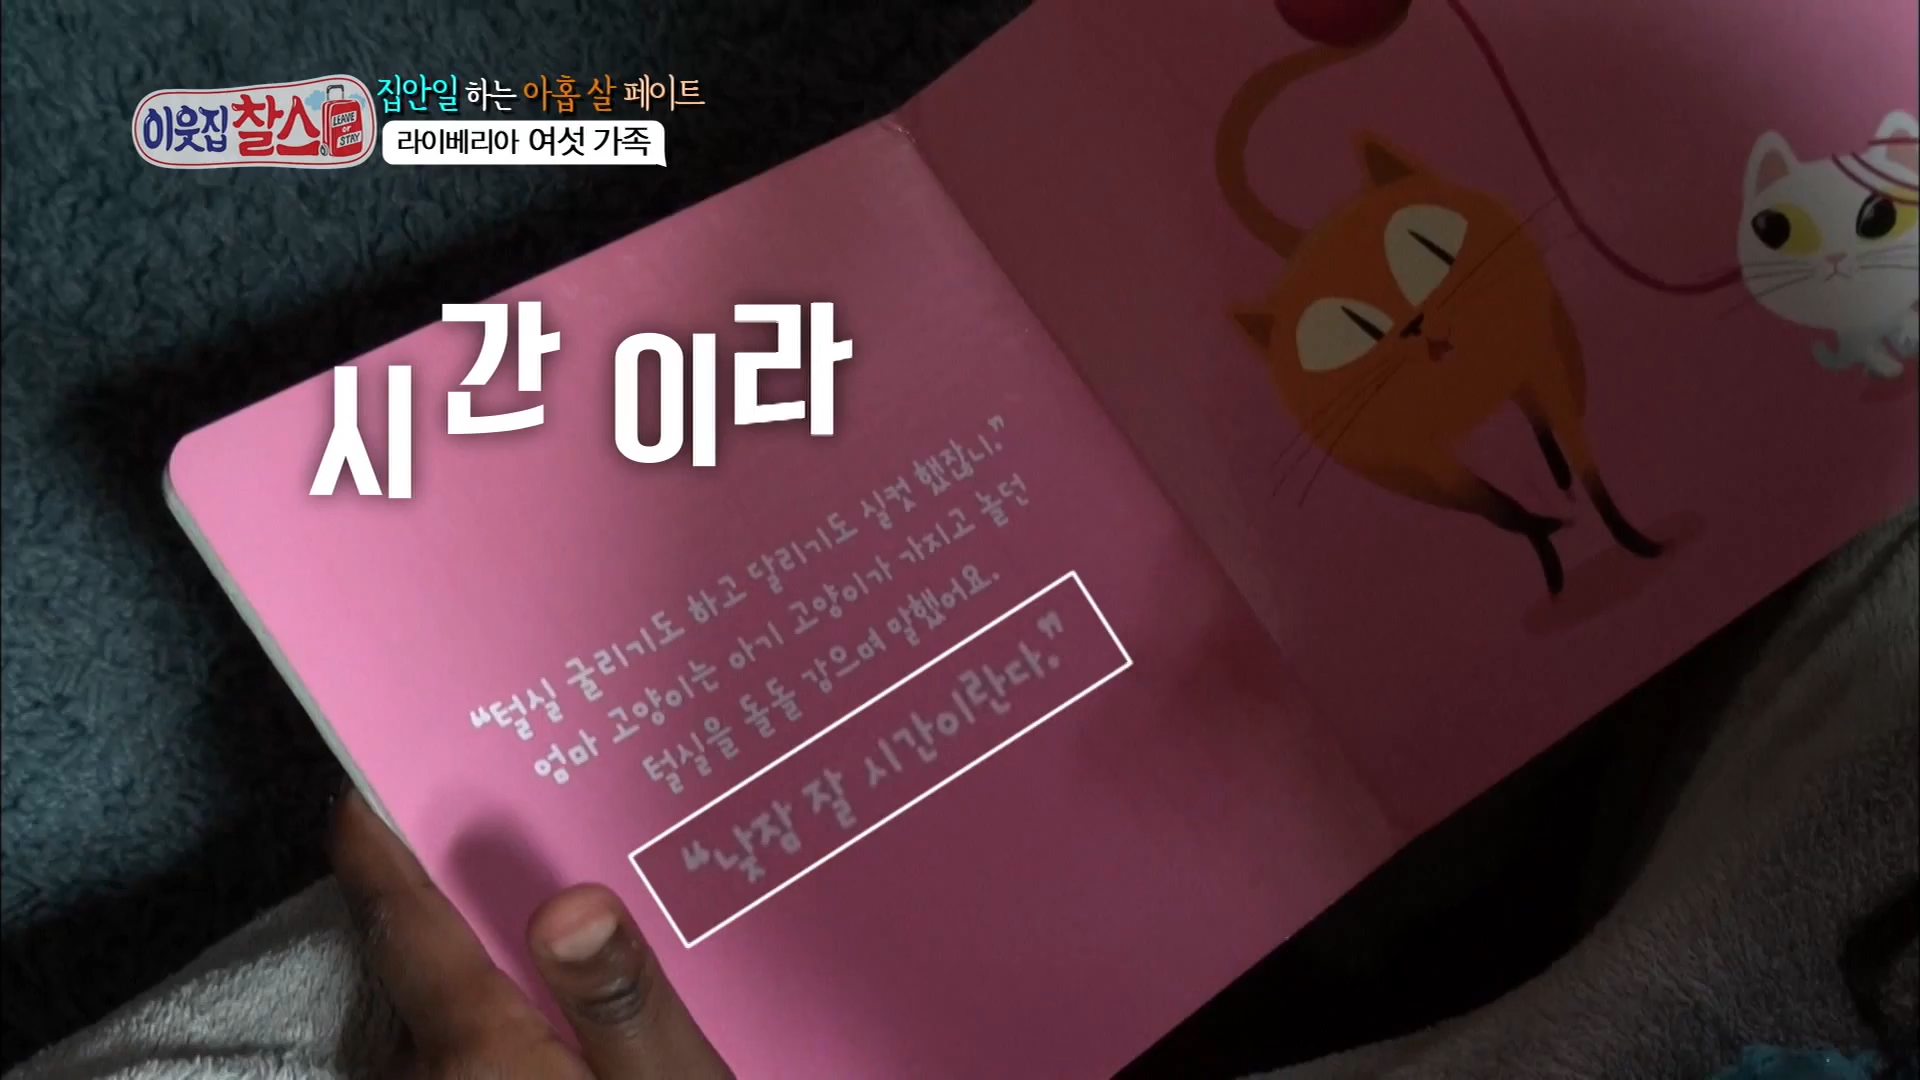 이웃집 찰스
LEAVE
or
STAY
집안일 하는 아홉 살 페이트
라이베리아 여섯 가족
시간 이라
“털실 굴리기도 하고 달리기도 실컷 했잖니.”
엄마 고양이는 아기 고양이가 가지고 놀던
털실을 돌돌 감으며 말했어요.
“낮잠 잘 시간이란다.”